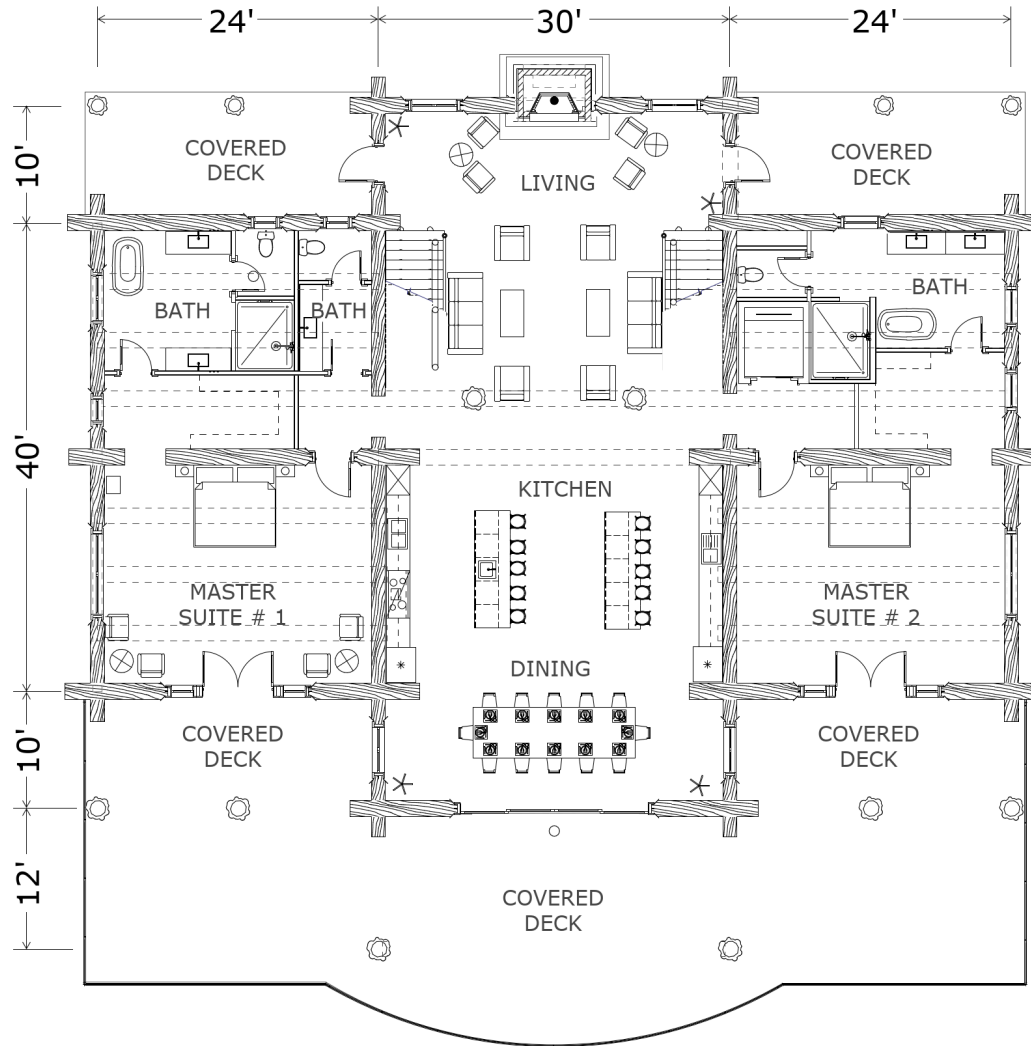 24'
30'
24'
10'
40'
10'
12'
COVERED
DECK
LIVING
COVERED
DECK
BATH
BATH
BATH
KITCHEN
MASTER
SUITE # 1
MASTER
SUITE # 2
DINING
COVERED
DECK
COVERED
DECK
COVERED
DECK